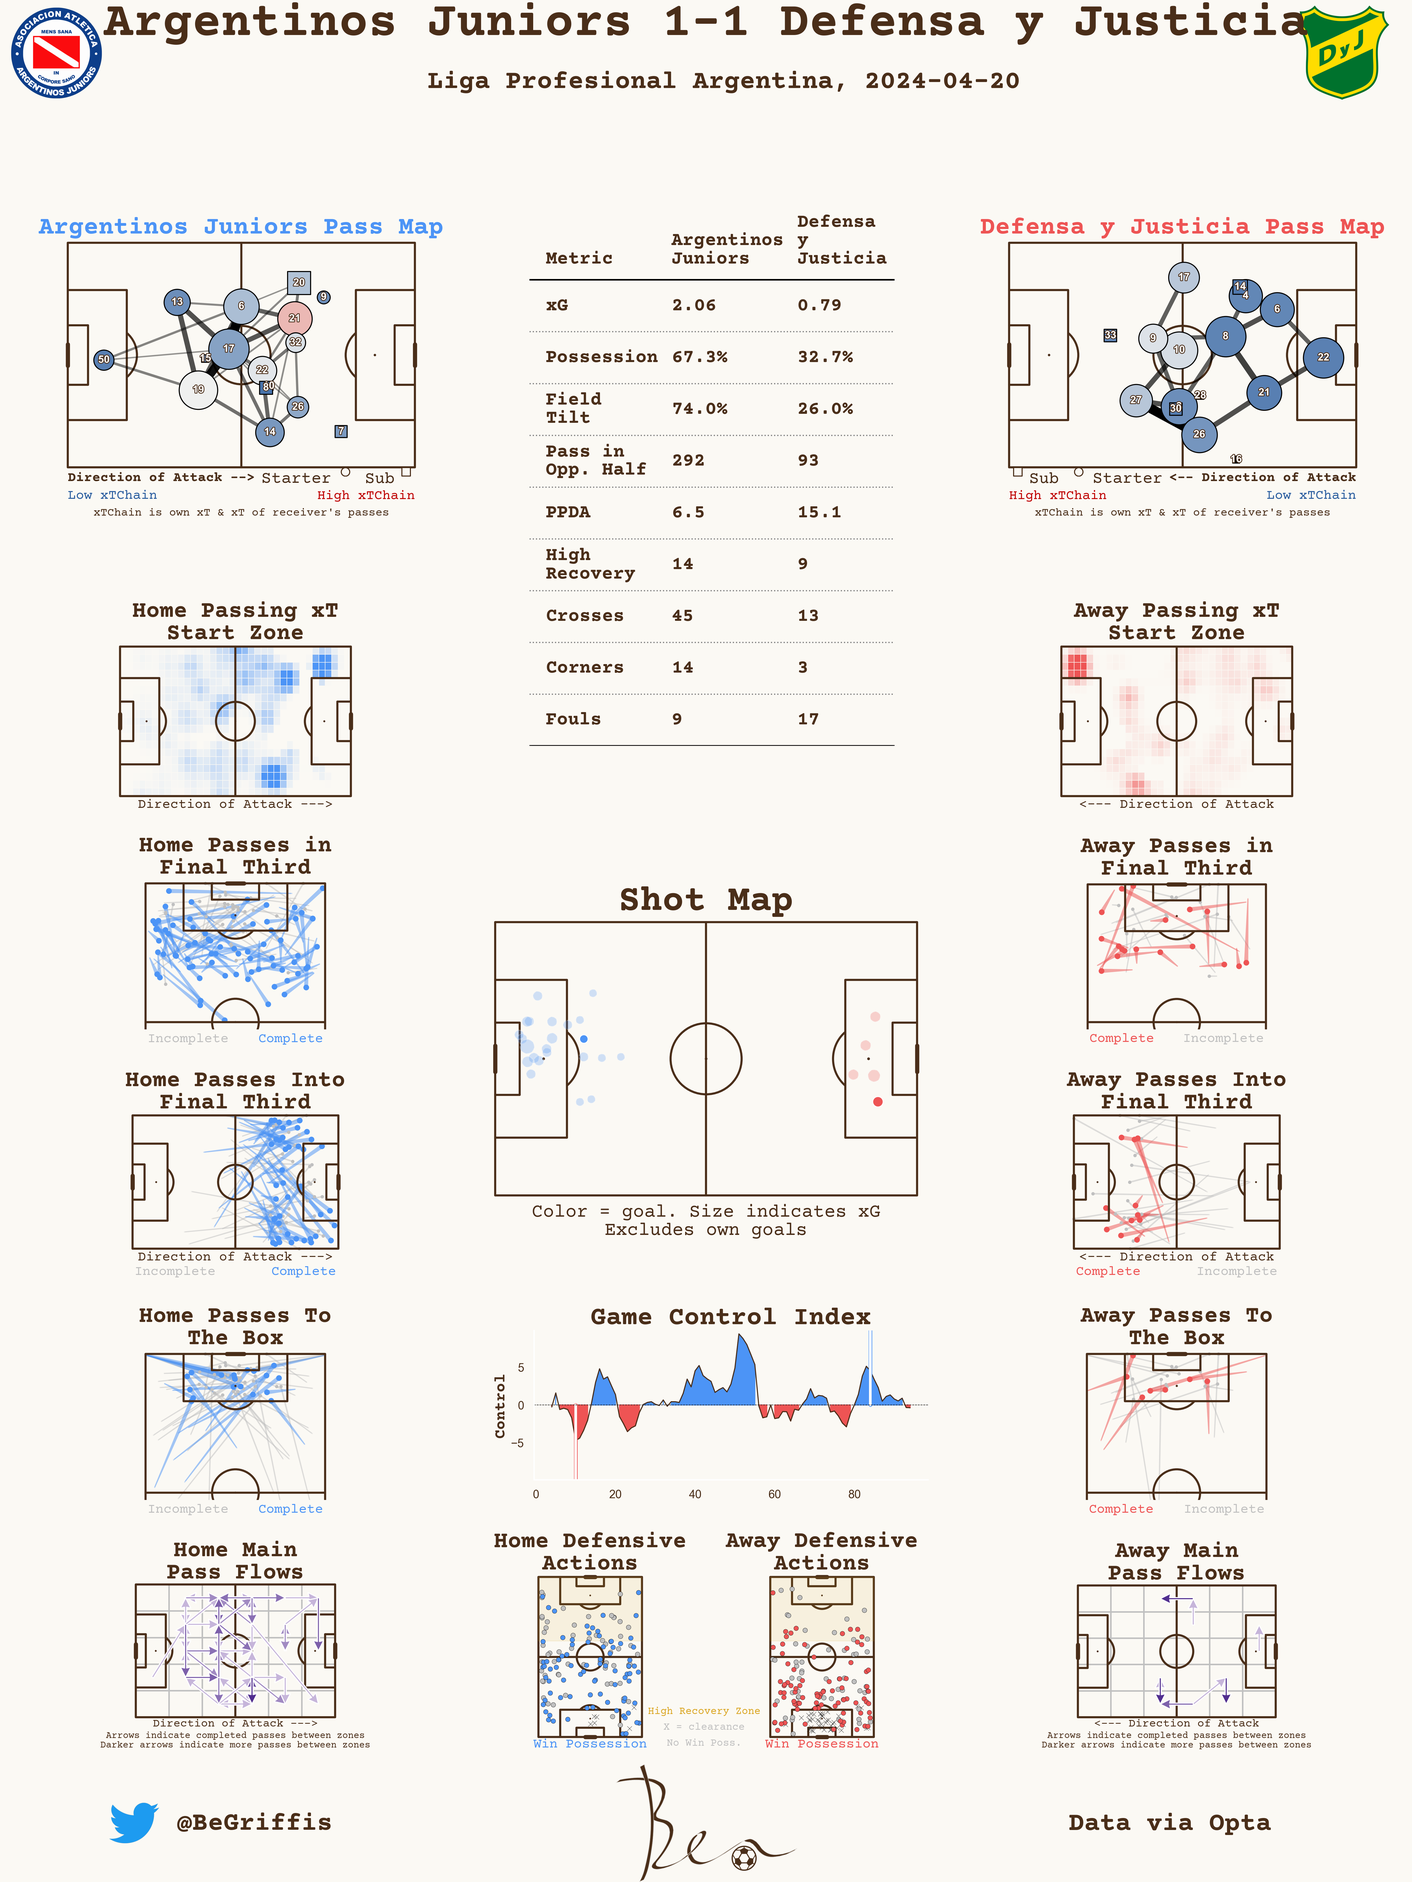 Argentinos Juniors 1-1 Defensa y Justicia
Liga Profesional Argentina, 2024-04-20
ASOCIACION ATLETICA
MENS SANA
IN
CORPORE SANO
ARGENTINOS JUNIORS
DyJ
Argentinos Juniors Pass Map
20
9
13
6
21
32
17
15
50
22
80
19
26
14
7
Direction of Attack --> Starter Sub
Low xTChain High xTChain
xTChain is own xT & xT of receiver's passes
Metric Argentinos Juniors Defensa y Justicia
xG 2.06 0.79
Possession 67.3% 32.7%
Field Tilt 74.0% 26.0%
Pass in Opp. Half 292 93
PPDA 6.5 15.1
High Recovery 14 9
Crosses 45 13
Corners 14 3
Fouls 9 17
Defensa y Justicia Pass Map
17
14
4
6
33
9
8
10
22
28
21
27
30
26
16
Sub Starter <-- Direction of Attack
High xTChain Low xTChain
xTChain is own xT & xT of receiver's passes
Home Passing xT
Start Zone
Direction of Attack --->
Away Passing xT
Start Zone
<--- Direction of Attack
Home Passes in
Final Third
Incomplete Complete
Away Passes in
Final Third
Complete Incomplete
Shot Map
Color = goal. Size indicates xG
Excludes own goals
Home Passes Into
Final Third
Direction of Attack --->
Incomplete Complete
Away Passes Into
Final Third
<--- Direction of Attack
Complete Incomplete
Home Passes To
The Box
Incomplete Complete
Game Control Index
Control
5
0
-5
0 20 40 60 80
Away Passes To
The Box
Complete Incomplete
Home Main
Pass Flows
Direction of Attack --->
Arrows indicate completed passes between zones
Darker arrows indicate more passes between zones
Home Defensive
Actions
Win Possession
High Recovery Zone
X = clearance
No Win Poss.
Away Defensive
Actions
Win Possession
Away Main
Pass Flows
<--- Direction of Attack
Arrows indicate completed passes between zones
Darker arrows indicate more passes between zones
@BeGriffis
Ben
Data via Opta